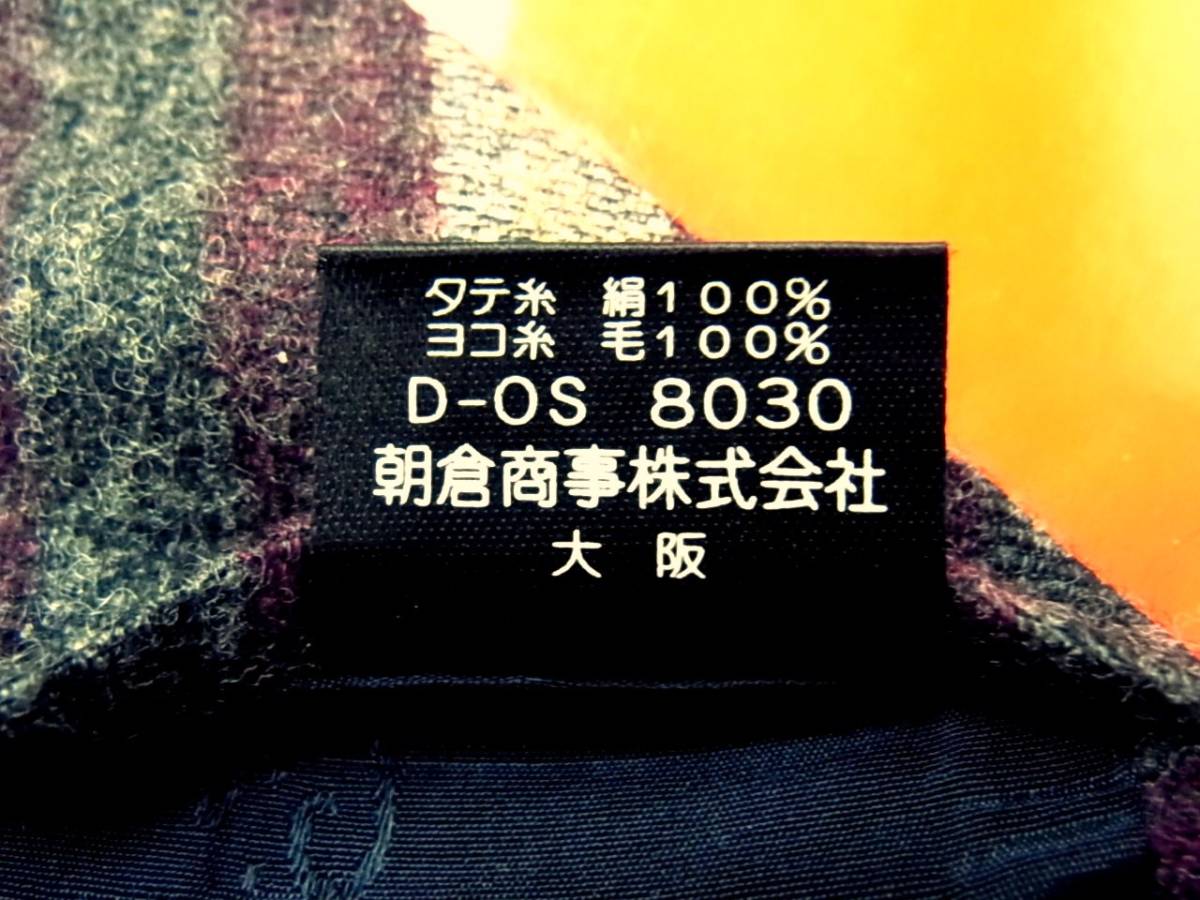 タテ糸　絹100%
ヨコ糸　毛100%
D-OS　8030
朝倉商事株式会社
大　阪